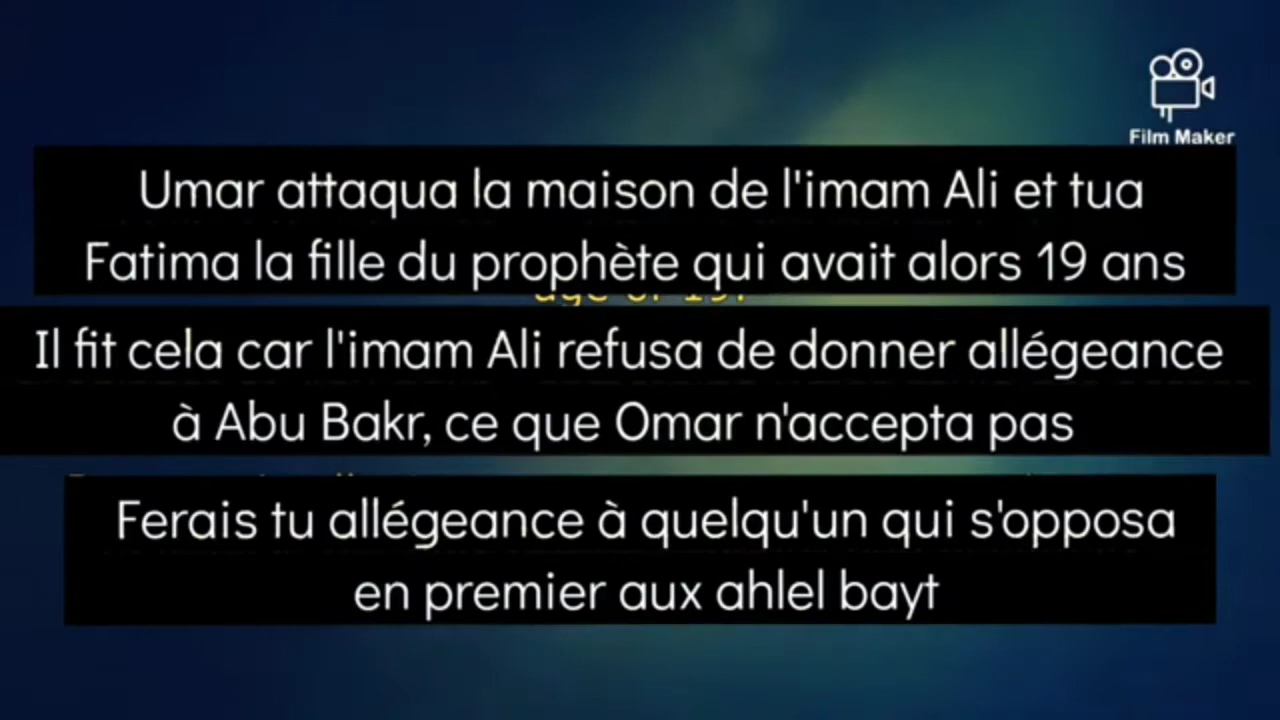 Film Maker
Umar attaqua la maison de l'imam Ali et tua
Fatima la fille du prophète qui avait alors 19 ans
Il fit cela car l'imam Ali refusa de donner allégeance
à Abu Bakr, ce que Omar n'accepta pas
Ferais tu allégeance à quelqu'un qui s'opposa
en premier aux ahlel bayt